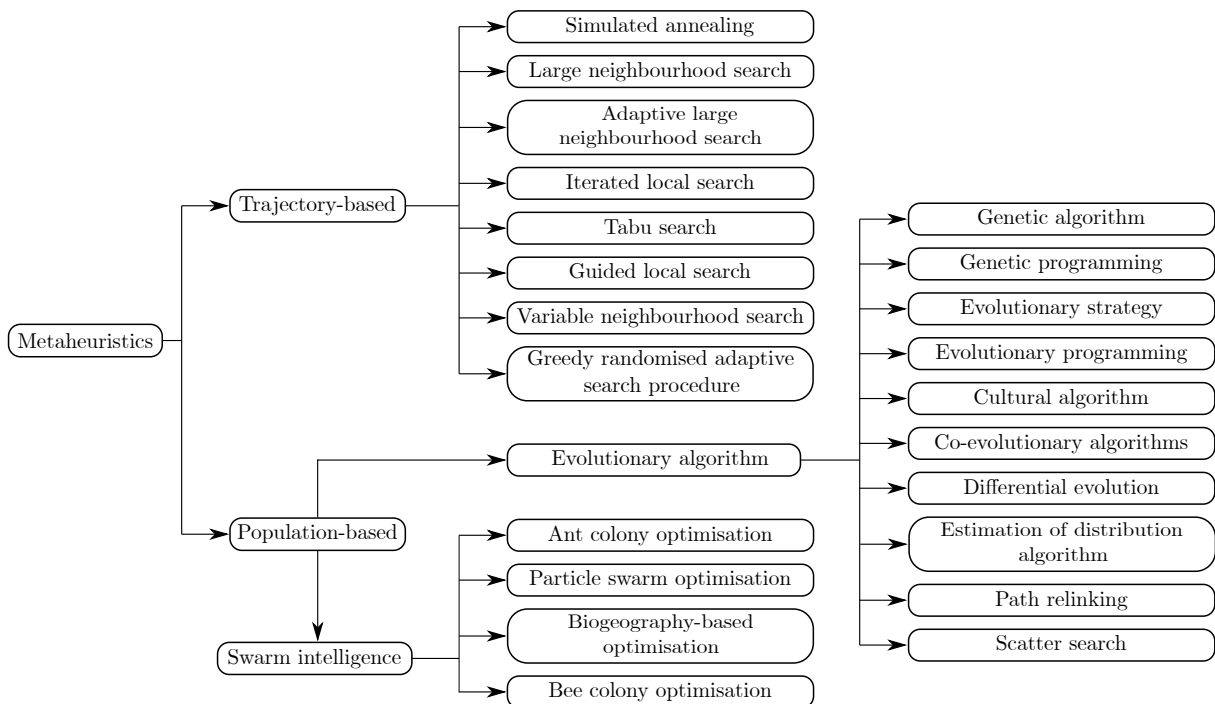 Metaheuristics
Trajectory-based
Simulated annealing
Large neighbourhood search
Adaptive large
neighbourhood search
Iterated local search
Tabu search
Guided local search
Variable neighbourhood search
Greedy randomised adaptive
search procedure
Population-based
Evolutionary algorithm
Genetic algorithm
Genetic programming
Evolutionary strategy
Evolutionary programming
Cultural algorithm
Co-evolutionary algorithms
Differential evolution
Estimation of distribution
algorithm
Path relinking
Scatter search
Swarm intelligence
Ant colony optimisation
Particle swarm optimisation
Biogeography-based
optimisation
Bee colony optimisation